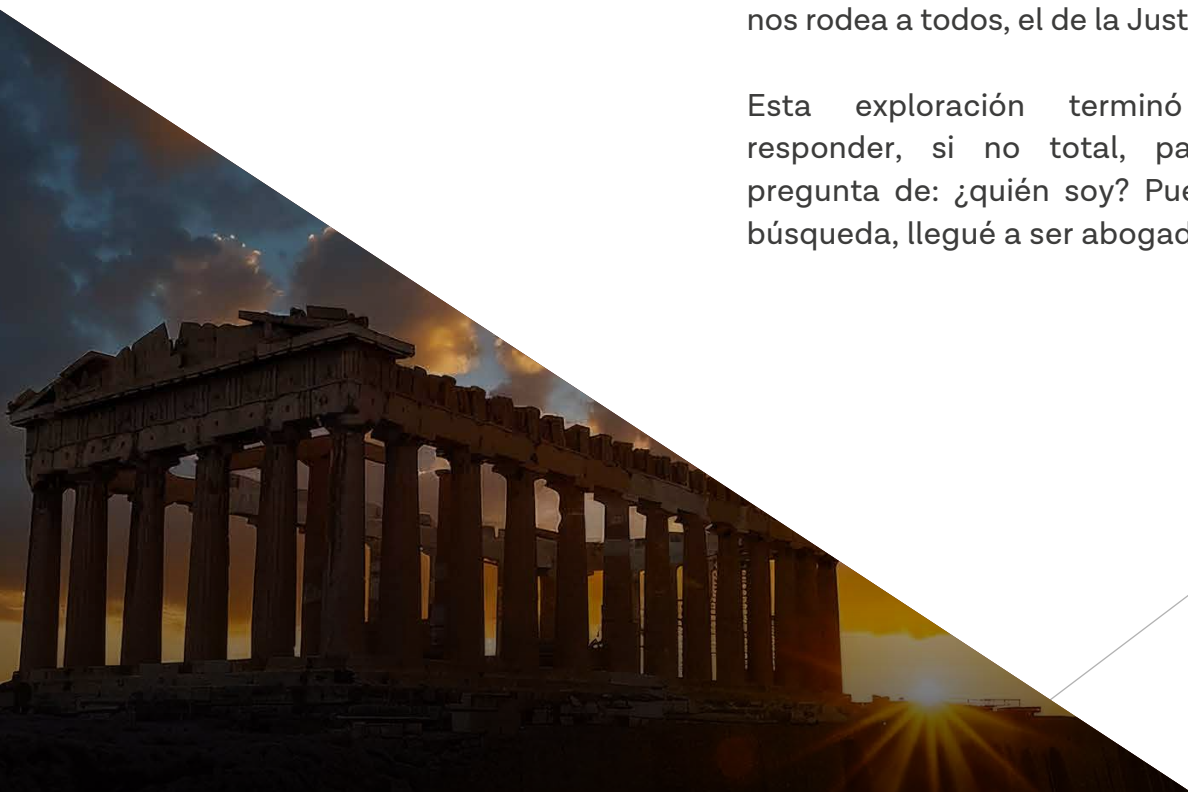 nos rodea a todos, el de la Just
Esta exploración terminó
responder, si no total, pa
pregunta de: ¿quién soy? Pue
búsqueda, llegué a ser abogad